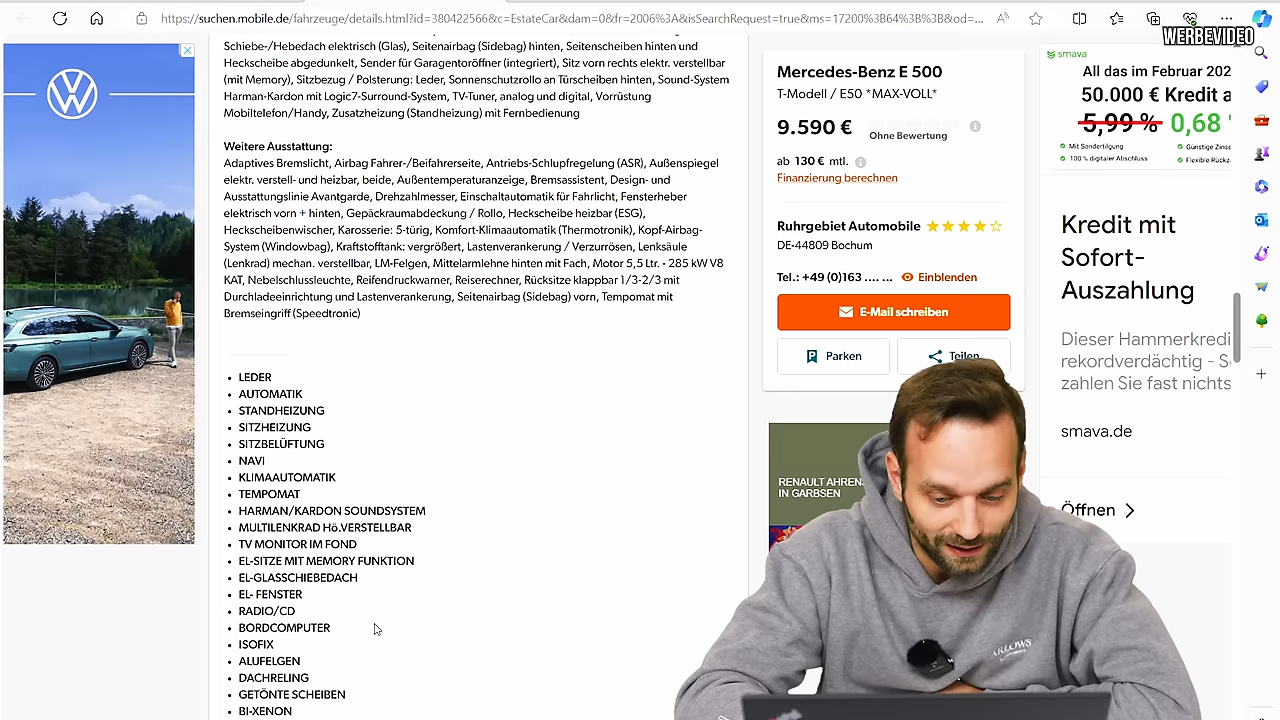 https://suchen.mobile.de/fahrzeuge/details.html?id=380422566&c=EstateCar&dam=0&fr=2006%3A&isSearchRequest=true&ms=17200%3B64%3B%3B&od=...
WERBEVIDEO
Schiebe-/Hebedach elektrisch (Glas), Seitenairbag (Sidebag) hinten, Seitenscheiben hinten und
Heckscheibe abgedunkelt, Sender für Garagentoröffner (integriert), Sitz vorn rechts elektr. verstellbar
(mit Memory), Sitzbezug / Polsterung: Leder, Sonnenschutzrollo an Türscheiben hinten, Sound-System
Harman-Kardon mit Logic7-Surround-System, TV-Tuner, analog und digital, Vorrüstung
Mobiltelefon/Handy, Zusatzheizung (Standheizung) mit Fernbedienung
Weitere Ausstattung:
Adaptives Bremslicht, Airbag Fahrer-/Beifahrerseite, Antriebs-Schlupfregelung (ASR), Außenspiegel
elektr. verstell- und heizbar, beide, Außentemperaturanzeige, Bremsassistent, Design- und
Ausstattungslinie Avantgarde, Drehzahlmesser, Einschaltautomatik für Fahrlicht, Fensterheber
elektrisch vorn + hinten, Gepäckraumabdeckung / Rollo, Heckscheibe heizbar (ESG),
Heckscheibenwischer, Karosserie: 5-türig, Komfort-Klimaautomatik (Thermotronik), Kopf-Airbag-
System (Windowbag), Kraftstofftank: vergrößert, Lastenverankerung / Verzurrösen, Lenksäule
(Lenkrad) mechan. verstellbar, LM-Felgen, Mittelarmlehne hinten mit Fach, Motor 5,5 Ltr. - 285 kW V8
KAT, Nebelschlussleuchte, Reifendruckwarner, Reiserechner, Rücksitze klappbar 1/3-2/3 mit
Durchladeeinrichtung und Lastenverankerung, Seitenairbag (Sidebag) vorn, Tempomat mit
Bremseingriff (Speedtronic)
LEDER
AUTOMATIK
STANDHEIZUNG
SITZHEIZUNG
SITZBELÜFTUNG
NAVI
KLIMAAUTOMATIK
TEMPOMAT
HARMAN/KARDON SOUNDSYSTEM
MULTILENKRAD Hö.VERSTELLBAR
TV MONITOR IM FOND
EL-SITZE MIT MEMORY FUNKTION
EL-GLASSCHIEBEDACH
EL- FENSTER
RADIO/CD
BORDCOMPUTER
ISOFIX
ALUFELGEN
DACHRELING
GETÖNTE SCHEIBEN
BI-XENON
Mercedes-Benz E 500
T-Modell / E50 *MAX-VOLL*
9.590 €
Ohne Bewertung
ab 130 € mtl.
Finanzierung berechnen
Ruhrgebiet Automobile
DE-44809 Bochum
Tel.: +49 (0)163 .... ... Einblenden
E-Mail schreiben
Parken
Teilen
RENAULT AHREN
IN GARBSEN
smava
All das im Februar 202
50.000 € Kredit a
5,99 % 0,68
Mit Sondertilgung
Günstige Zinse
100 % digitaler Abschluss
Flexible Rückz
Kredit mit
Sofort-
Auszahlung
Dieser Hammerkredi
rekordverdächtig - S
zahlen Sie fast nichts
smava.de
Öffnen